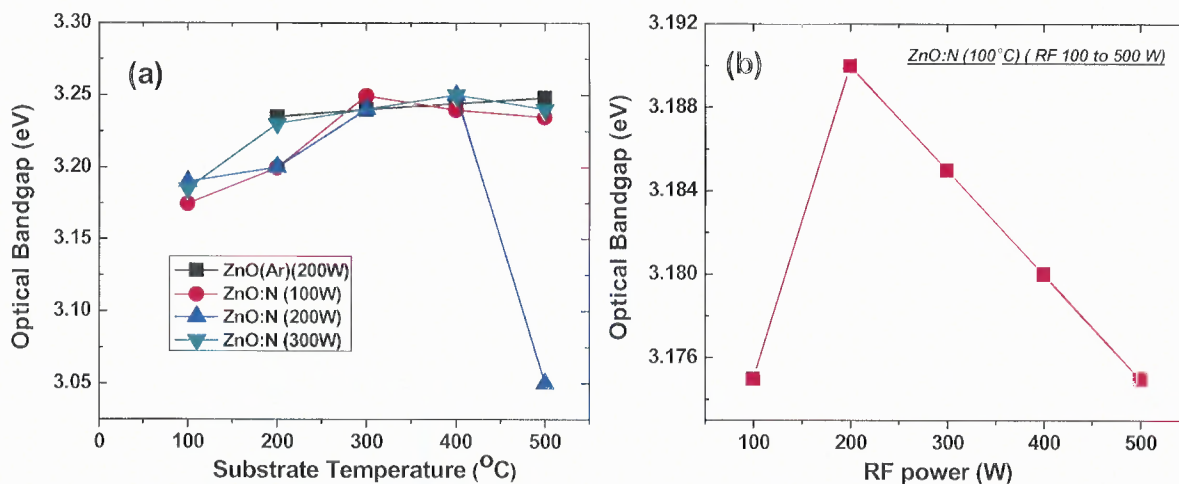 3.30
3.25
3.20
3.15
3.10
3.05
Optical Bandgap (eV)
(a)
ZnO(Ar)(200W)
ZnO:N (100W)
ZnO:N (200W)
ZnO:N (300W)
0 100 200 300 400 500
Substrate Temperature (°C)
3.192
3.188
3.184
3.180
3.176
Optical Bandgap (eV)
(b)
ZnO:N (100°C) ( RF 100 to 500 W)
100 200 300 400 500
RF power (W)